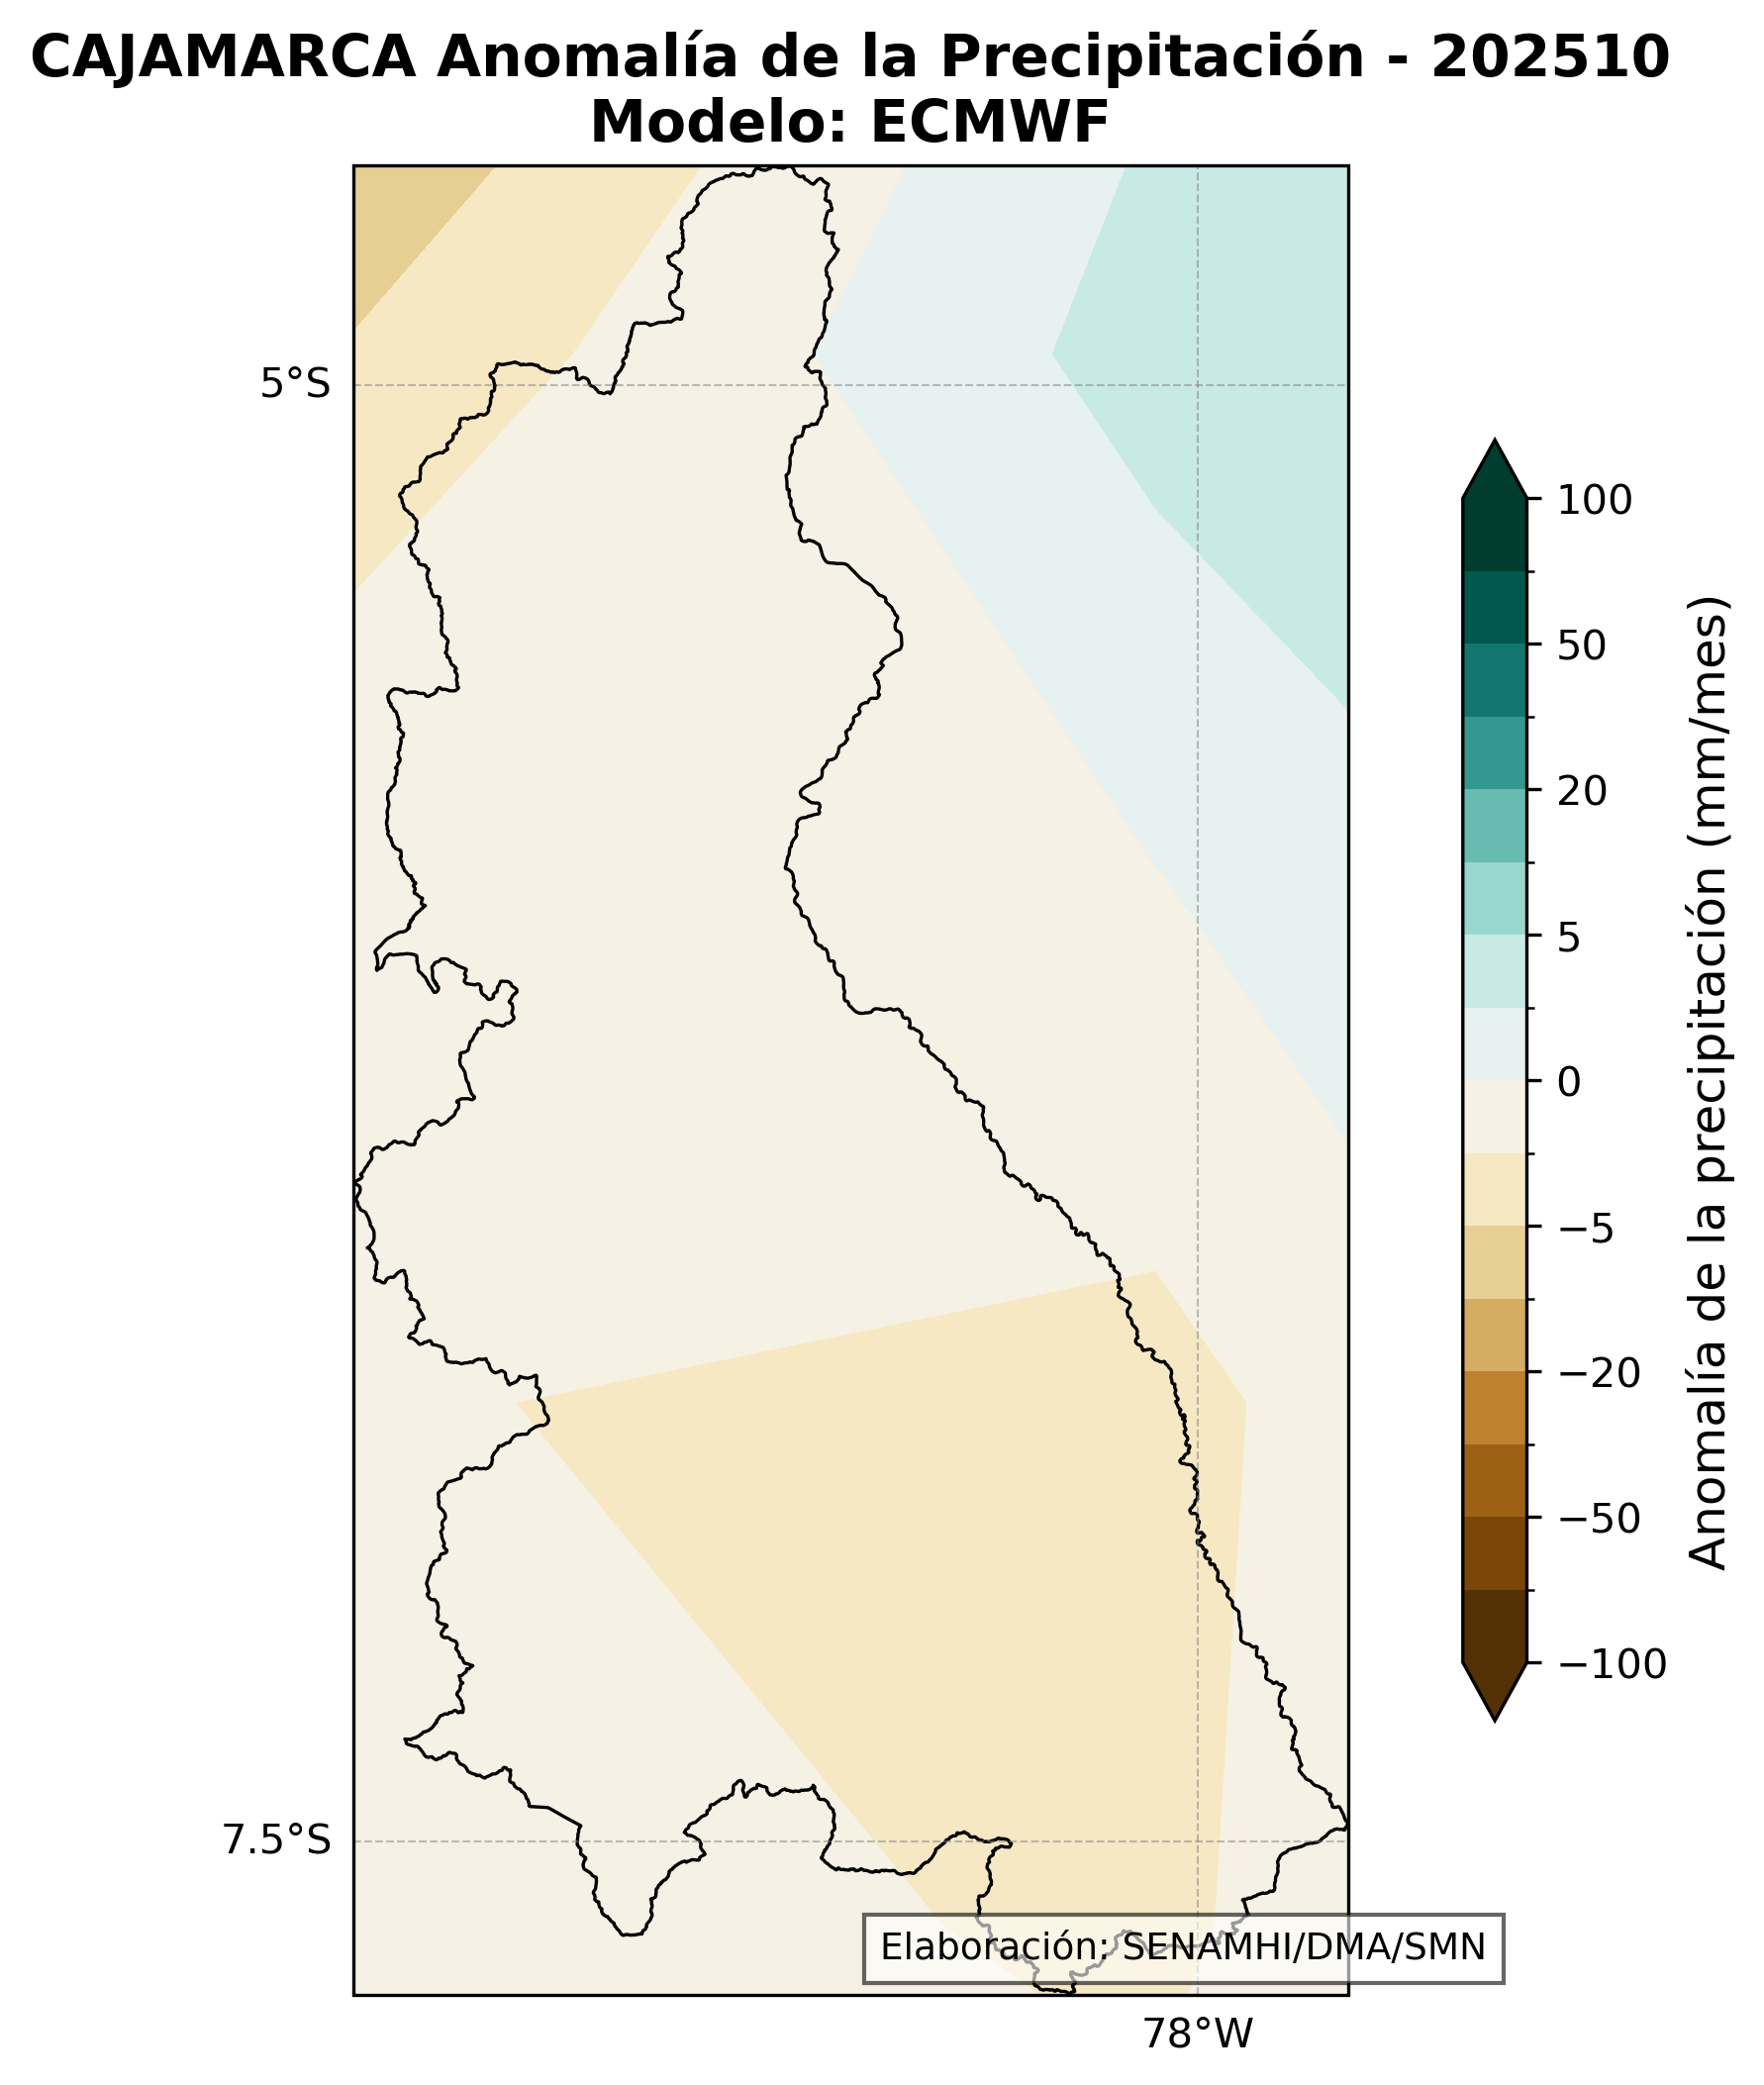 CAJAMARCA Anomalía de la Precipitación - 202510
Modelo: ECMWF
5°S
7.5°S
78°W
100
50
20
5
0
−5
−20
−50
−100
Anomalía de la precipitación (mm/mes)
Elaboración: SENAMHI/DMA/SMN